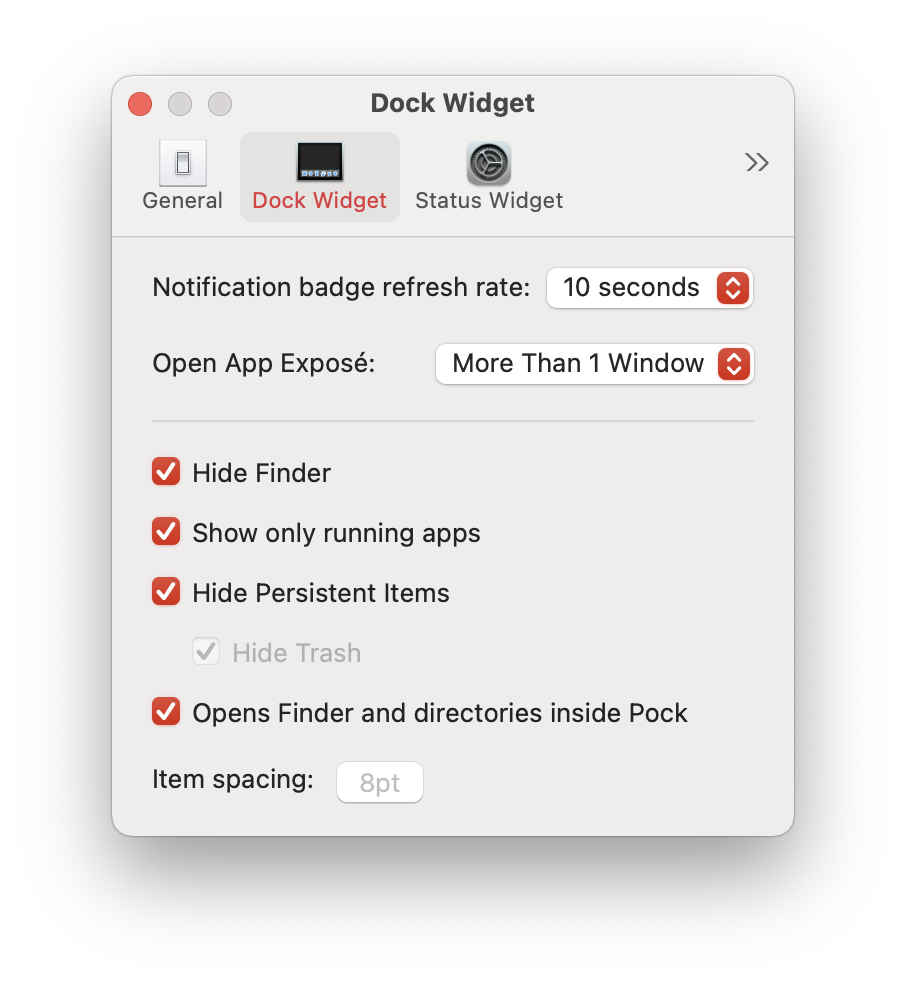 Dock Widget
General
Dock Widget
Status Widget
Notification badge refresh rate: 10 seconds
Open App Exposé: More Than 1 Window
Hide Finder
Show only running apps
Hide Persistent Items
Hide Trash
Opens Finder and directories inside Pock
Item spacing: 8pt